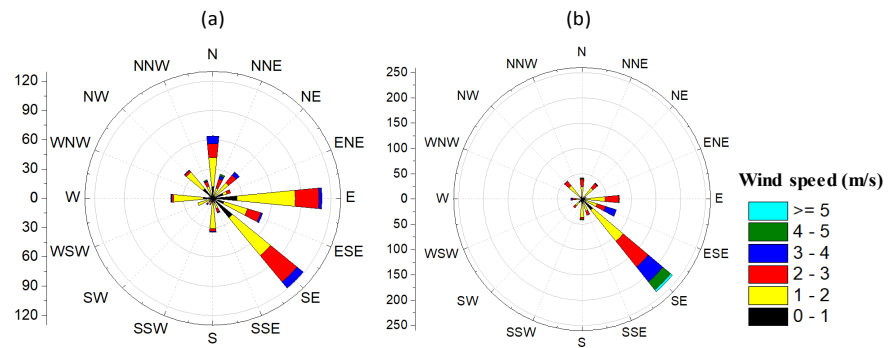 (a)
N
NNE
NE
ENE
E
ESE
SE
SSE
S
SSW
SW
WSW
W
WNW
NW
NNW
120
90
60
30
0
30
60
90
120
(b)
N
NNE
NE
ENE
E
ESE
SE
SSE
S
SSW
SW
WSW
W
WNW
NW
NNW
250
200
150
100
50
0
50
100
150
200
250
Wind speed (m/s)
>= 5
4 - 5
3 - 4
2 - 3
1 - 2
0 - 1